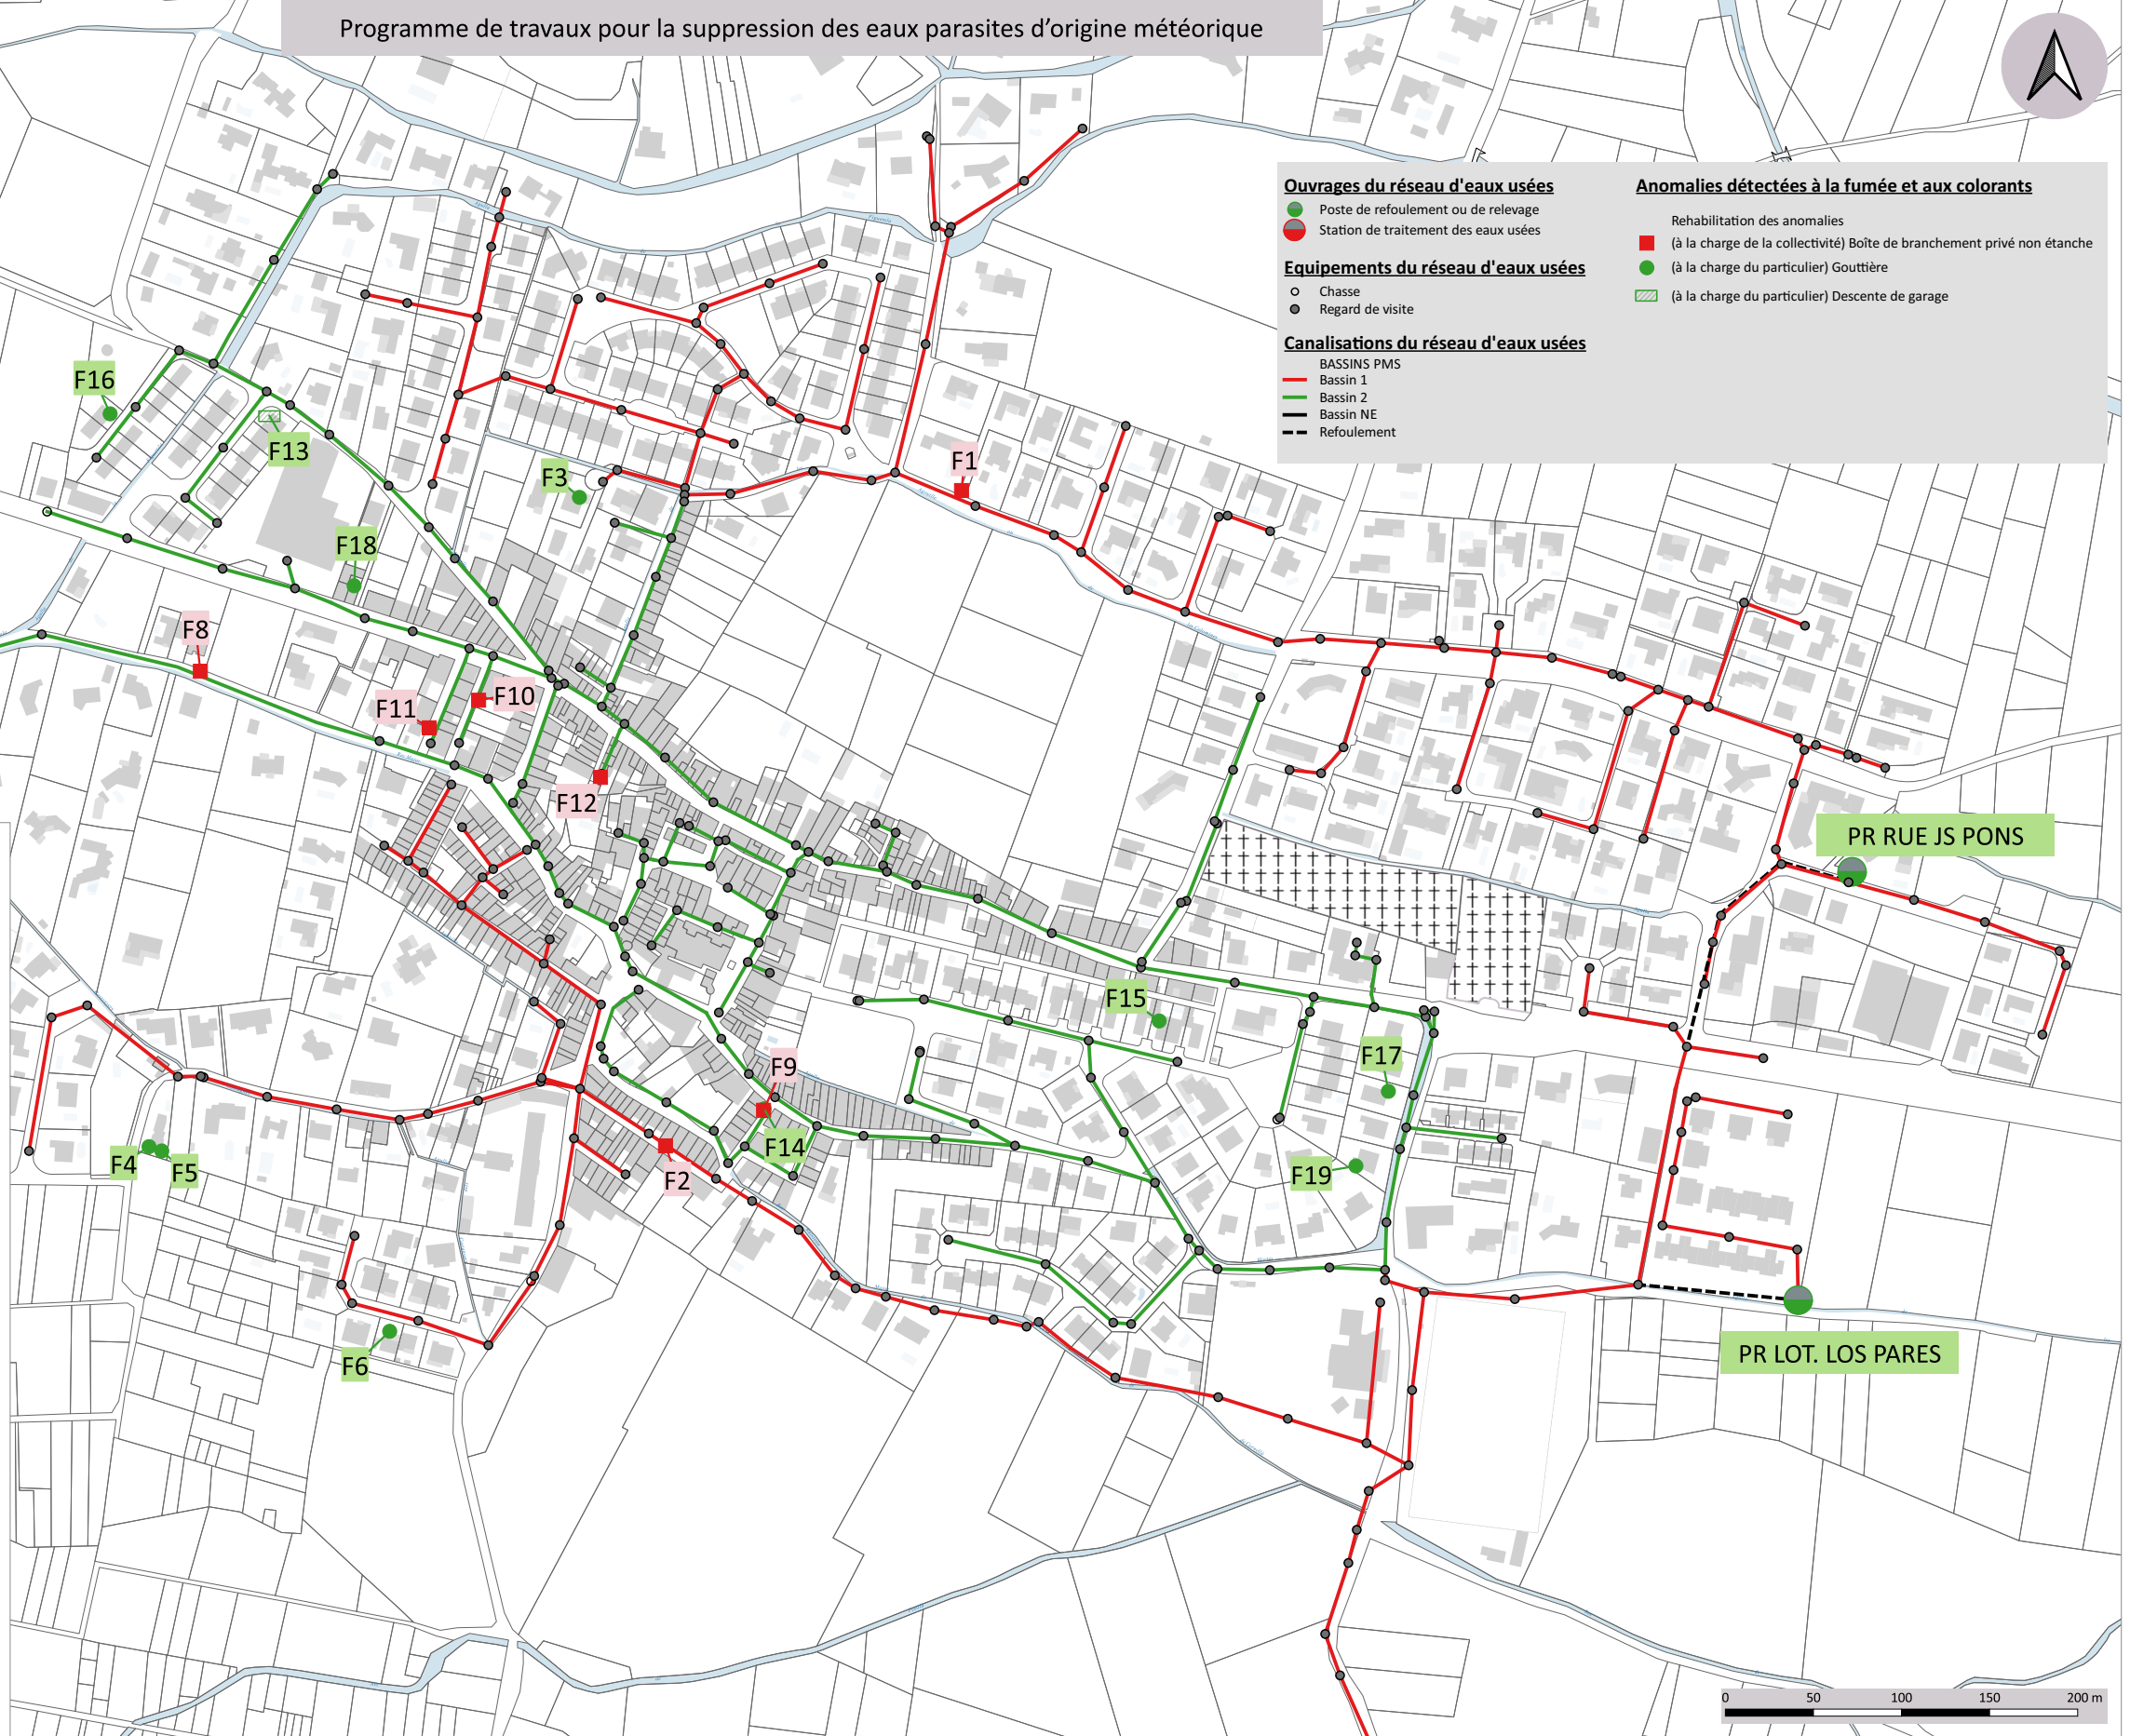 Programme de travaux pour la suppression des eaux parasites d’origine météorique
Ouvrages du réseau d'eaux usées
Poste de refoulement ou de relevage
Station de traitement des eaux usées
Equipements du réseau d'eaux usées
Chasse
Regard de visite
Canalisations du réseau d'eaux usées
BASSINS PMS
Bassin 1
Bassin 2
Bassin NE
Refoulement
Anomalies détectées à la fumée et aux colorants
Rehabilitation des anomalies
(à la charge de la collectivité) Boîte de branchement privé non étanche
(à la charge du particulier) Gouttière
(à la charge du particulier) Descente de garage
F16
F13
F3
F1
F18
F8
F10
F11
F12
PR RUE JS PONS
F15
F17
F9
F14
F4
F5
F2
F19
F6
PR LOT. LOS PARES
0 50 100 150 200 m